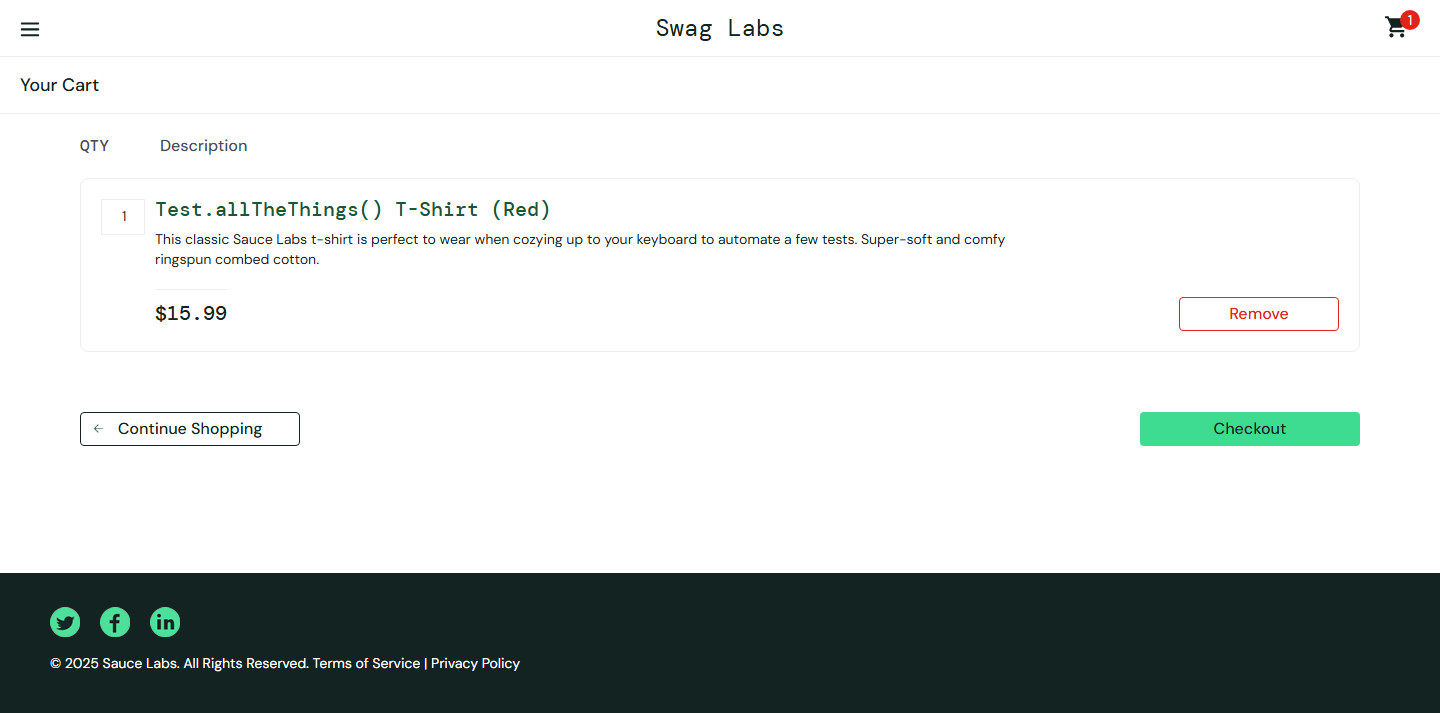 Swag Labs
1
Your Cart
QTY Description
1
Test.allTheThings() T-Shirt (Red)
This classic Sauce Labs t-shirt is perfect to wear when cozying up to your keyboard to automate a few tests. Super-soft and comfy
ringspun combed cotton.
$15.99
Remove
Continue Shopping
Checkout
© 2025 Sauce Labs. All Rights Reserved. Terms of Service | Privacy Policy